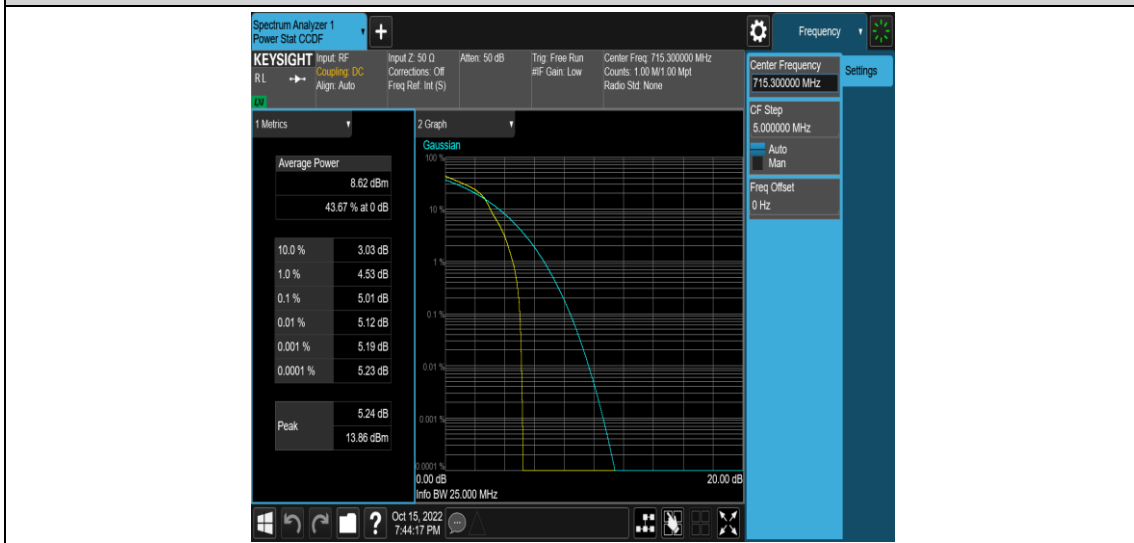 Spectrum Analyzer 1
Power Stat CCDF
Frequency
KEYSIGHT
RL
Input: RF
Coupling: DC
Align: Auto
Input Z: 50 Ω
Corrections: Off
Freq Ref: Int (S)
Atten: 50 dB
Trig: Free Run
#IF Gain: Low
Center Freq: 715.300000 MHz
Counts: 1.00 M/1.00 Mpt
Radio Std: None
Center Frequency
715.300000 MHz
Settings
CF Step
5.000000 MHz
Auto
Man
Freq Offset
0 Hz
1 Metrics
Average Power
8.62 dBm
43.67 % at 0 dB
10.0 % 3.03 dB
1.0 % 4.53 dB
0.1 % 5.01 dB
0.01 % 5.12 dB
0.001 % 5.19 dB
0.0001 % 5.23 dB
Peak
5.24 dB
13.86 dBm
2 Graph
Gaussian
100 %
10 %
1 %
0.1 %
0.01 %
0.001 %
0.0001 %
0.00 dB 20.00 dB
Info BW 25.000 MHz
?
Oct 15, 2022
7:44:17 PM